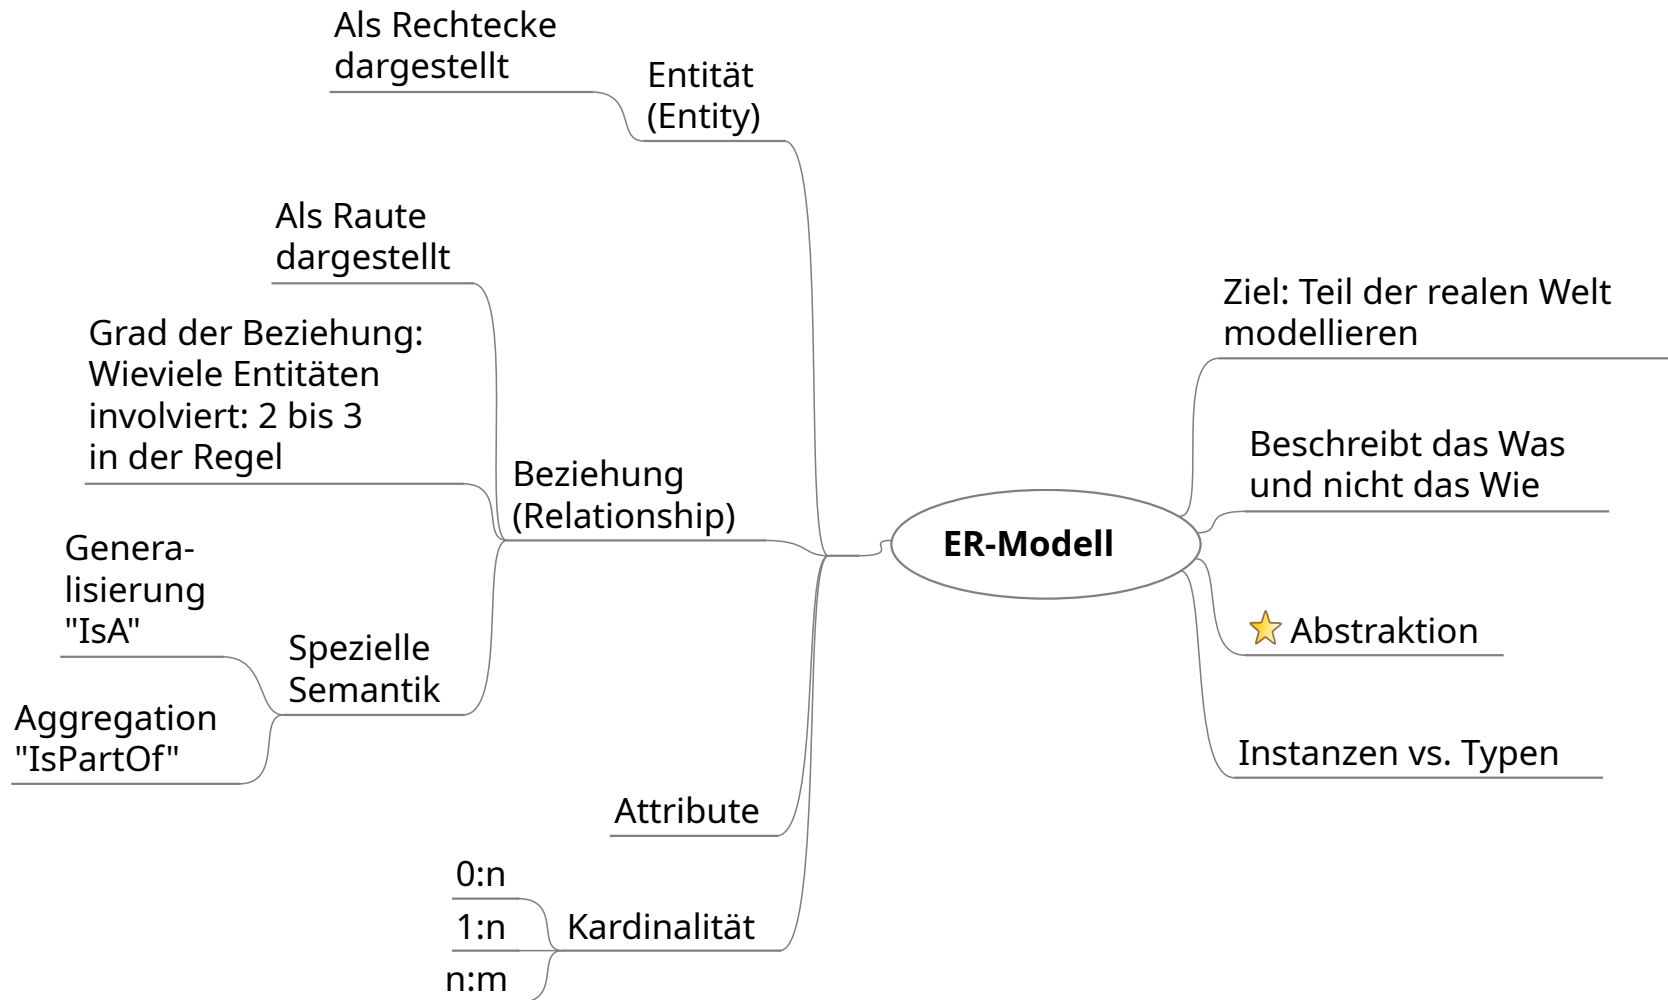 Als Rechtecke
dargestellt
Entität
(Entity)
Als Raute
dargestellt
Grad der Beziehung:
Wieviele Entitäten
involviert: 2 bis 3
in der Regel
Beziehung
(Relationship)
Genera-
lisierung
"IsA"
Spezielle
Semantik
Aggregation
"IsPartOf"
Attribute
0:n
1:n
n:m
Kardinalität
ER-Modell
Ziel: Teil der realen Welt
modellieren
Beschreibt das Was
und nicht das Wie
Abstraktion
Instanzen vs. Typen